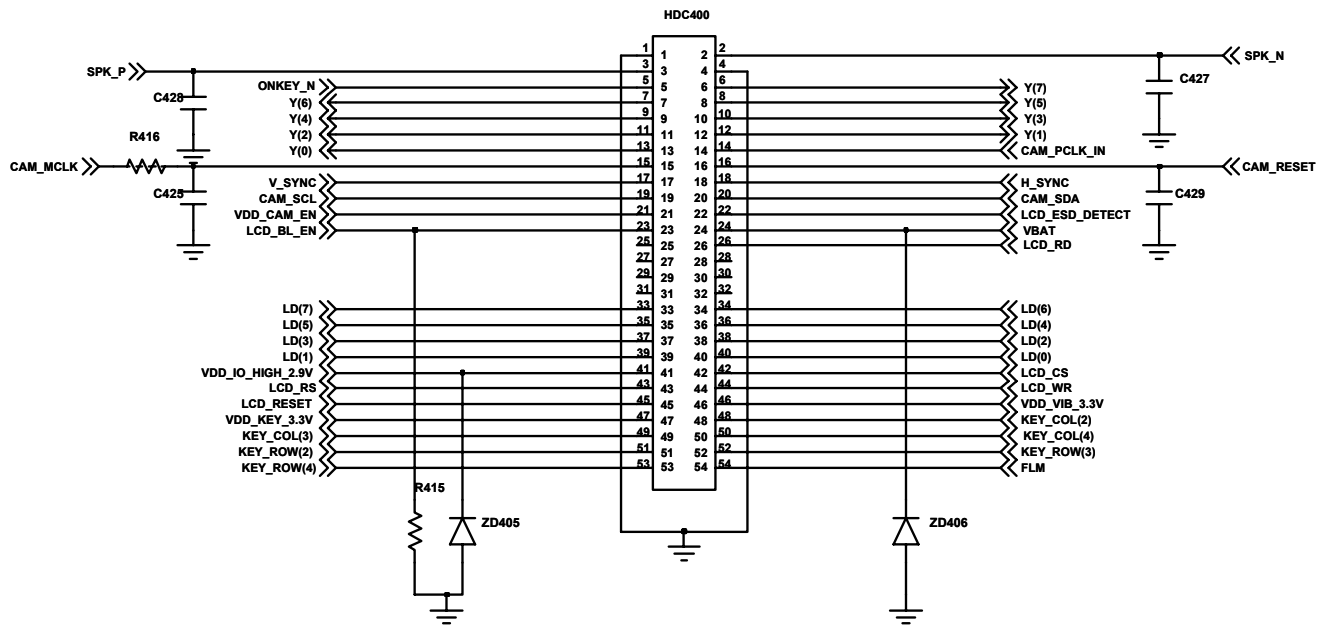 HDC400
1 1 2 2
SPK_N
SPK_P 3 3 4 4
C427
ONKEY_N 5 5 6 6 Y(7)
C428
Y(6) 7 7 8 8 Y(5)
Y(4) 9 9 10 10 Y(3)
R416
Y(2) 11 11 12 12 Y(1)
Y(0) 13 13 14 14 CAM_PCLK_IN
CAM_MCLK 15 15 16 16 CAM_RESET
V_SYNC 17 17 18 18 H_SYNC
C425
C429
CAM_SCL 19 19 20 20 CAM_SDA
VDD_CAM_EN 21 21 22 22 LCD_ESD_DETECT
LCD_BL_EN 23 23 24 24 VBAT
25 25 26 26 LCD_RD
27 27 28 28
29 29 30 30
31 31 32 32
LD(7) 33 33 34 34 LD(6)
LD(5) 35 35 36 36 LD(4)
LD(3) 37 37 38 38 LD(2)
LD(1) 39 39 40 40 LD(0)
VDD_IO_HIGH_2.9V 41 41 42 42 LCD_CS
LCD_RS 43 43 44 44 LCD_WR
LCD_RESET 45 45 46 46 VDD_VIB_3.3V
VDD_KEY_3.3V 47 47 48 48 KEY_COL(2)
KEY_COL(3) 49 49 50 50 KEY_COL(4)
KEY_ROW(2) 51 51 52 52 KEY_ROW(3)
KEY_ROW(4) 53 53 54 54 FLM
R415
ZD405
ZD406